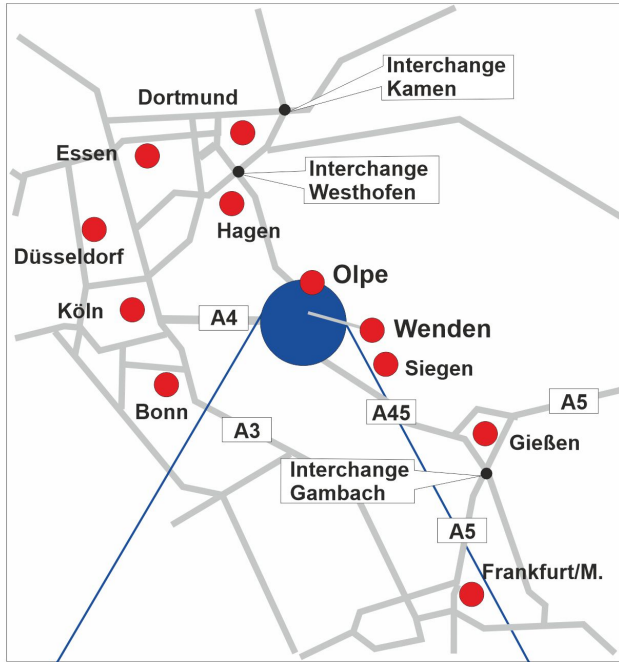 Interchange
Kamen
Dortmund
Essen
Interchange
Westhofen
Hagen
Düsseldorf
Olpe
Köln
A4
Wenden
Siegen
Bonn
A45
A5
A3
Gießen
Interchange
Gambach
A5
Frankfurt/M.